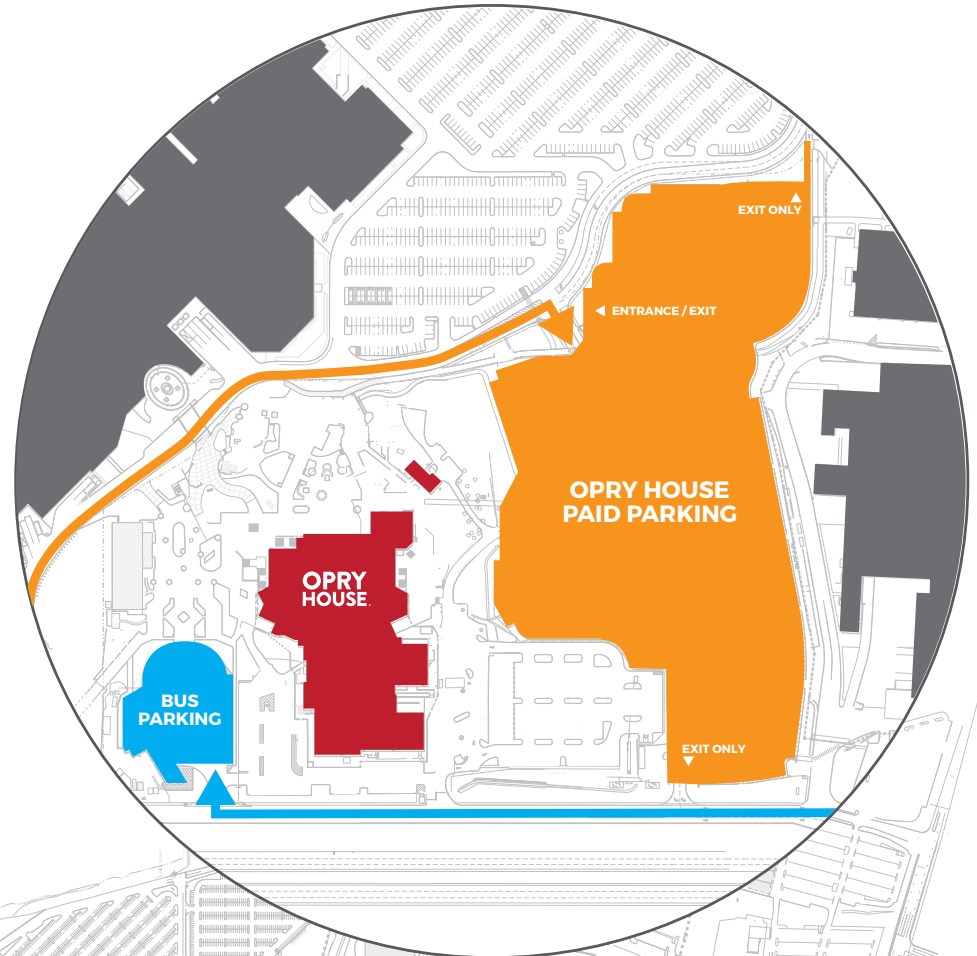 EXIT ONLY
ENTRANCE / EXIT
OPRY HOUSE
PAID PARKING
OPRY
HOUSE
BUS
PARKING
EXIT ONLY